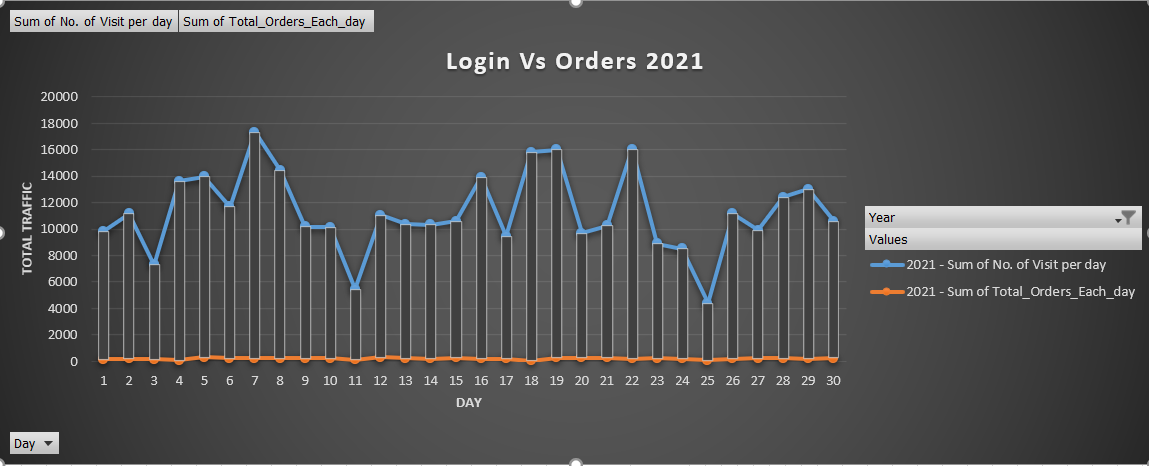 Sum of No. of Visit per day Sum of Total_Orders_Each_day
Login Vs Orders 2021
TOTAL TRAFFIC
20000
18000
16000
14000
12000
10000
8000
6000
4000
2000
0
1 2 3 4 5 6 7 8 9 10 11 12 13 14 15 16 17 18 19 20 21 22 23 24 25 26 27 28 29 30
DAY
Year
Values
2021 - Sum of No. of Visit per day
2021 - Sum of Total_Orders_Each_day
Day